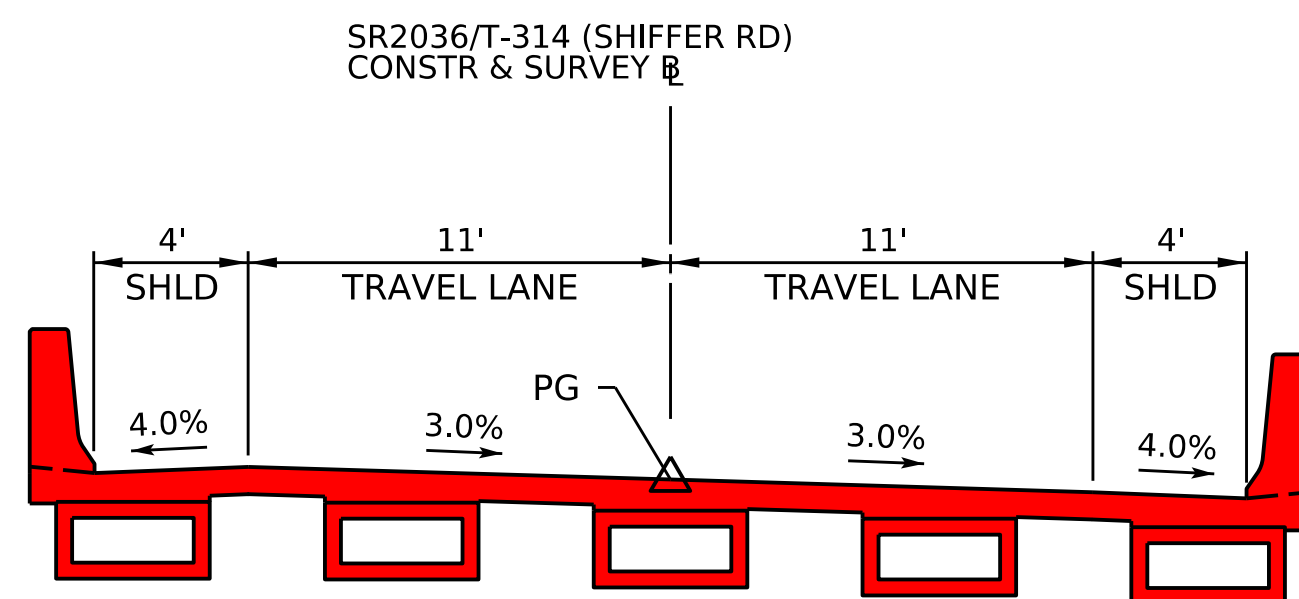 SR2036/T-314 (SHIFFER RD)
CONSTR & SURVEY BL
4' 11' 11' 4'
SHLD TRAVEL LANE TRAVEL LANE SHLD
PG
4.0% 3.0% 3.0% 4.0%